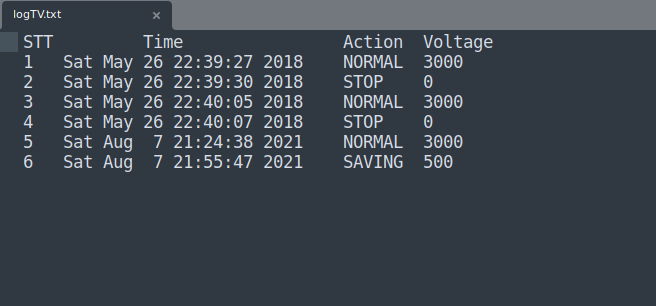 logTV.txt ×
STT         Time                Action  Voltage
1   Sat May 26 22:39:27 2018    NORMAL  3000
2   Sat May 26 22:39:30 2018    STOP    0
3   Sat May 26 22:40:05 2018    NORMAL  3000
4   Sat May 26 22:40:07 2018    STOP    0
5   Sat Aug  7 21:24:38 2021    NORMAL  3000
6   Sat Aug  7 21:55:47 2021    SAVING  500